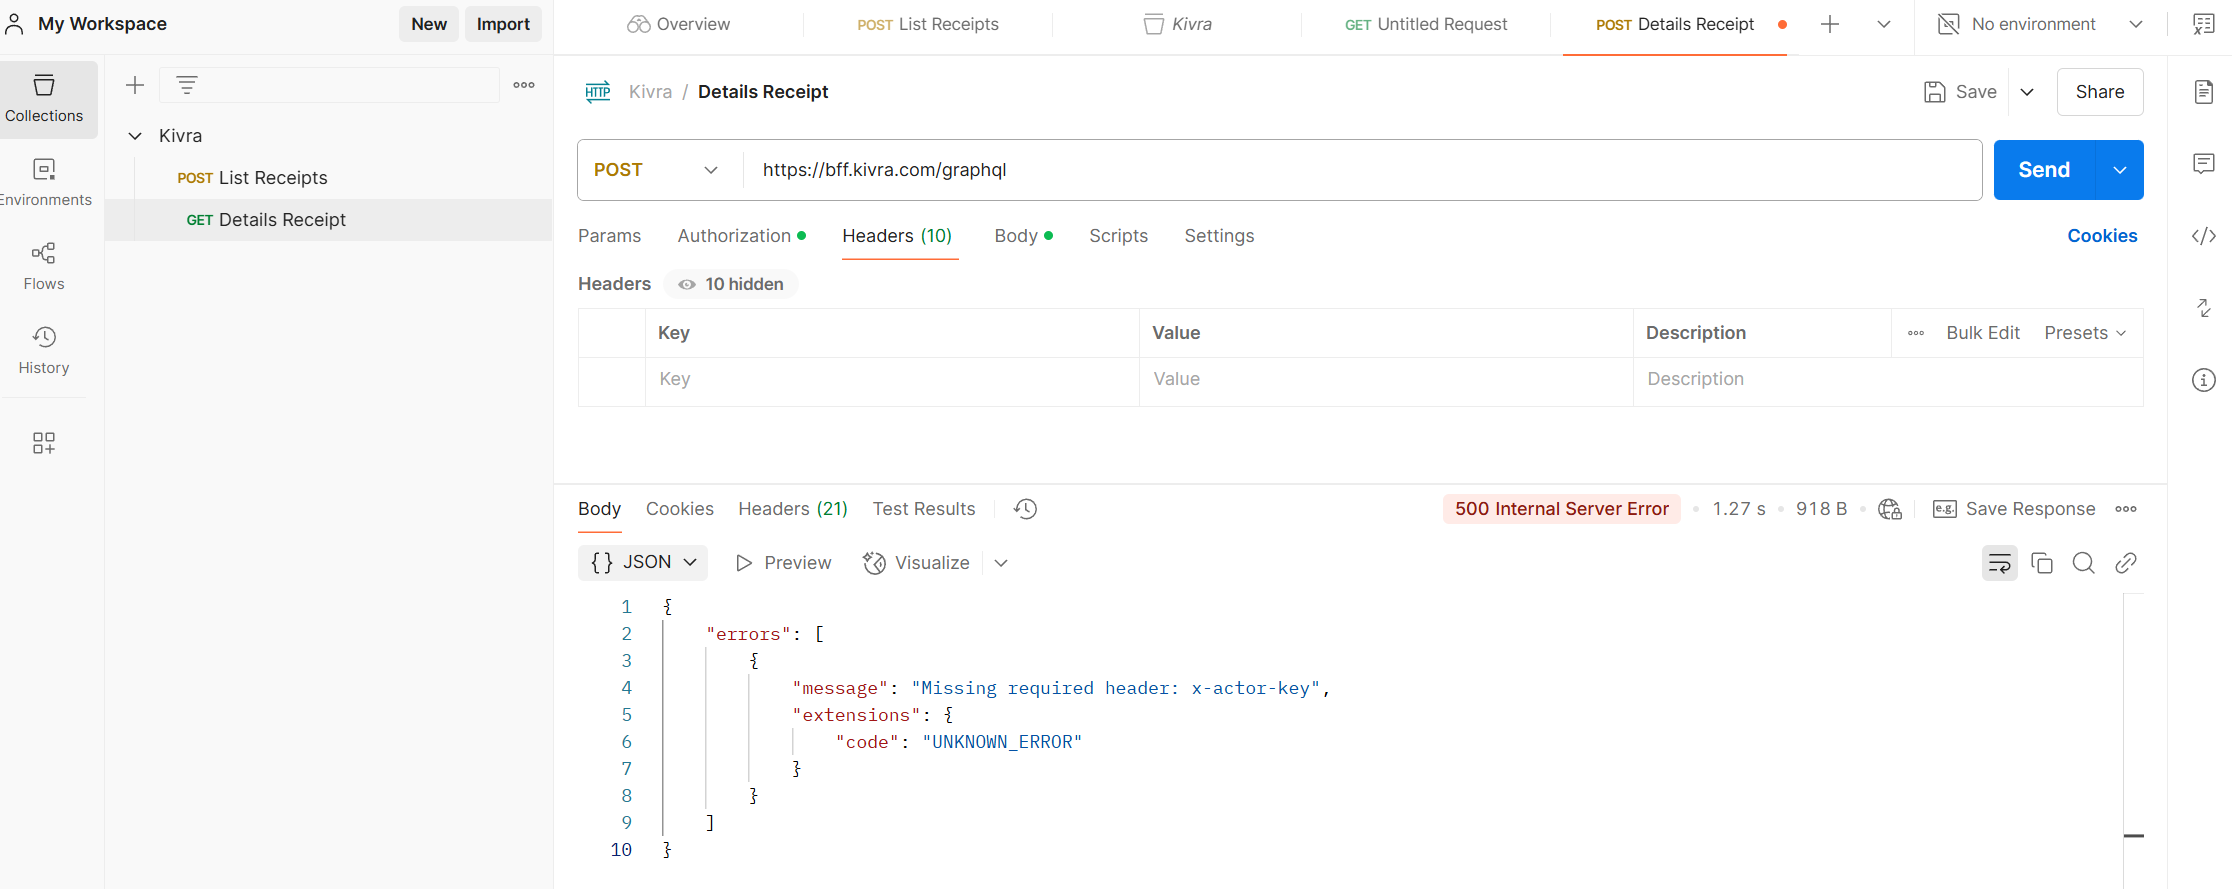 My Workspace
New
Import
Overview
POST List Receipts
Kivra
GET Untitled Request
POST Details Receipt
No environment
Collections
Environments
Flows
History
Kivra
POST List Receipts
GET Details Receipt
HTTP
Kivra / Details Receipt
Save
Share
POST
https://bff.kivra.com/graphql
Send
Params
Authorization
Headers (10)
Body
Scripts
Settings
Cookies
Headers
10 hidden
Key
Value
Description
Bulk Edit
Presets
Key
Value
Description
Body
Cookies
Headers (21)
Test Results
500 Internal Server Error
1.27 s
918 B
e.g.
Save Response
{} JSON
Preview
Visualize
1 {
2 "errors": [
3 {
4 "message": "Missing required header: x-actor-key",
5 "extensions": {
6 "code": "UNKNOWN_ERROR"
7 }
8 }
9 ]
10 }